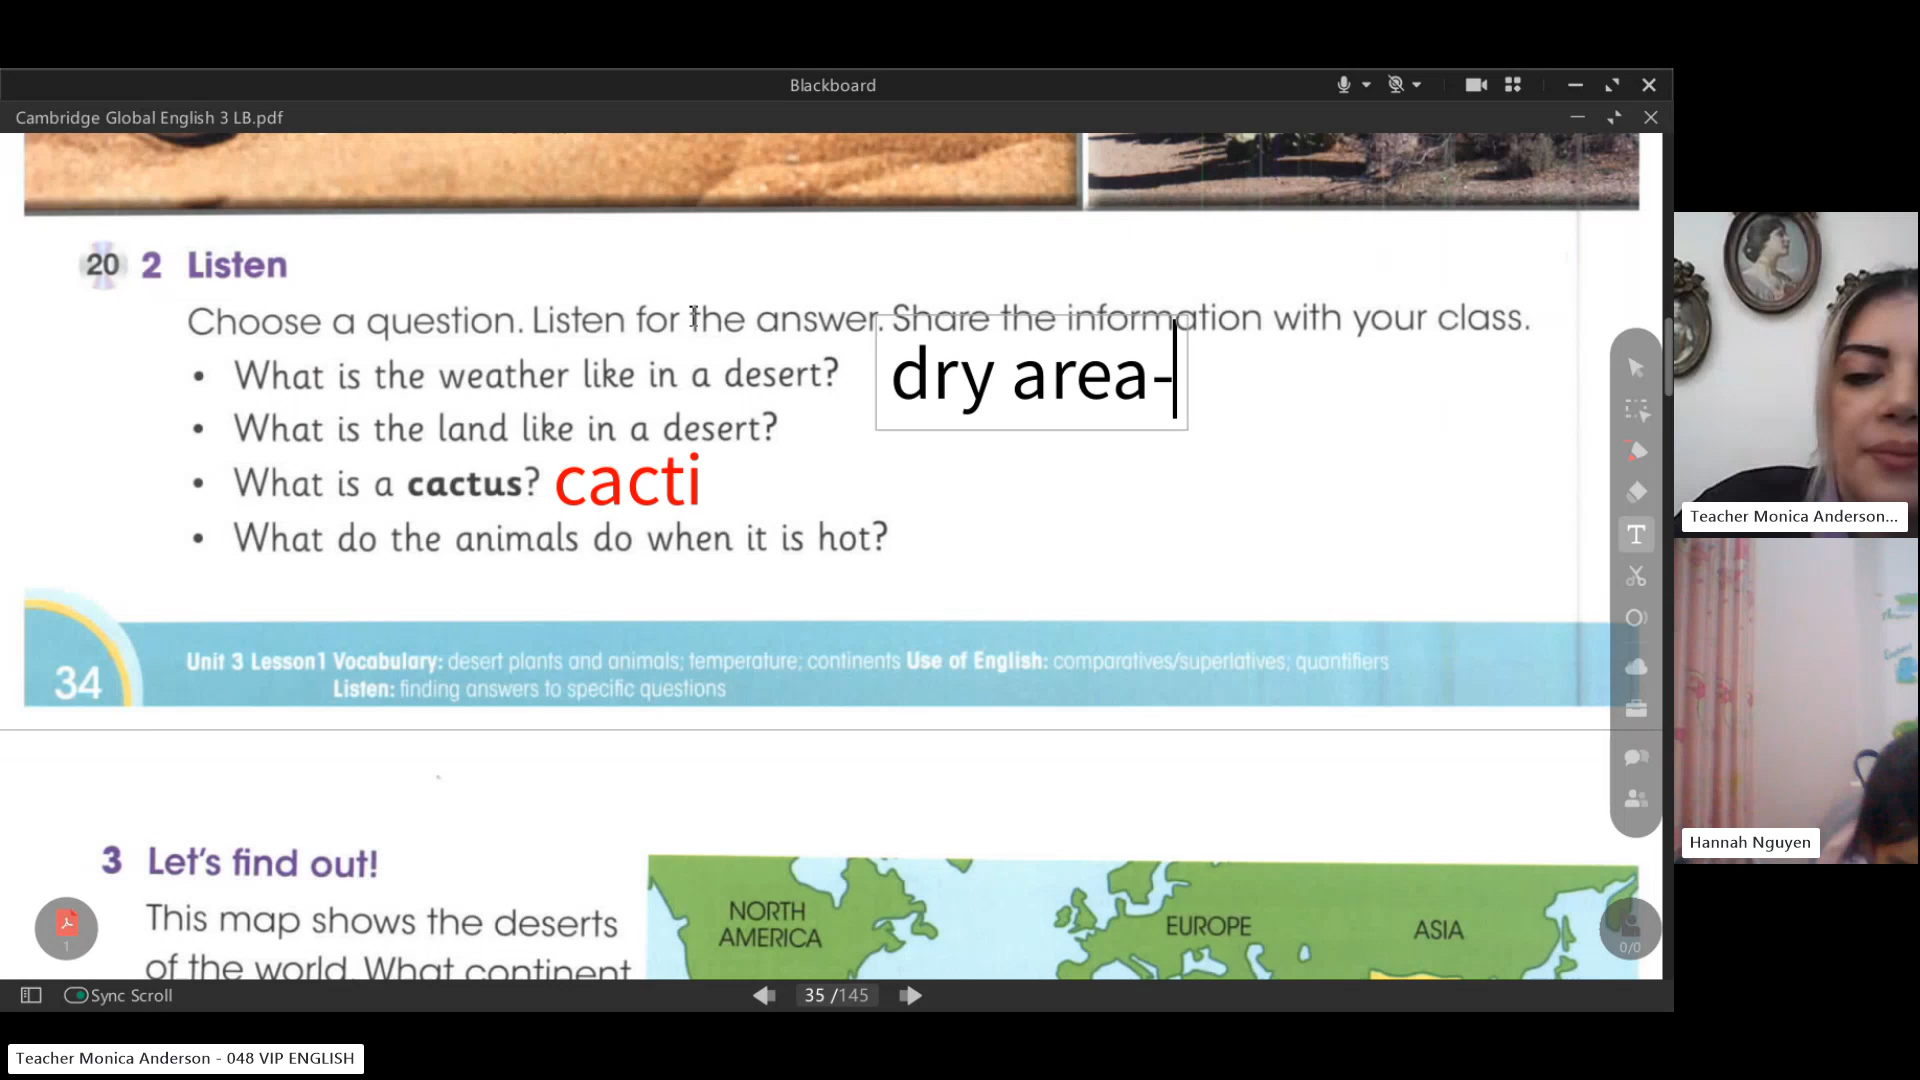 Blackboard
Cambridge Global English 3 LB.pdf
20 2 Listen
Choose a question. Listen for the answer. Share the information with your class.
• What is the weather like in a desert?
dry area-
• What is the land like in a desert?
• What is a cactus? cacti
• What do the animals do when it is hot?
34
Unit 3 Lesson1 Vocabulary: desert plants and animals; temperature; continents Use of English: comparatives/superlatives; quantifiers
Listen: finding answers to specific questions
3 Let's find out!
This map shows the deserts
of the world. What continent
NORTH
AMERICA
EUROPE
ASIA
T
1
0/0
Sync Scroll
35 /145
Teacher Monica Anderson...
Hannah Nguyen
Teacher Monica Anderson - 048 VIP ENGLISH